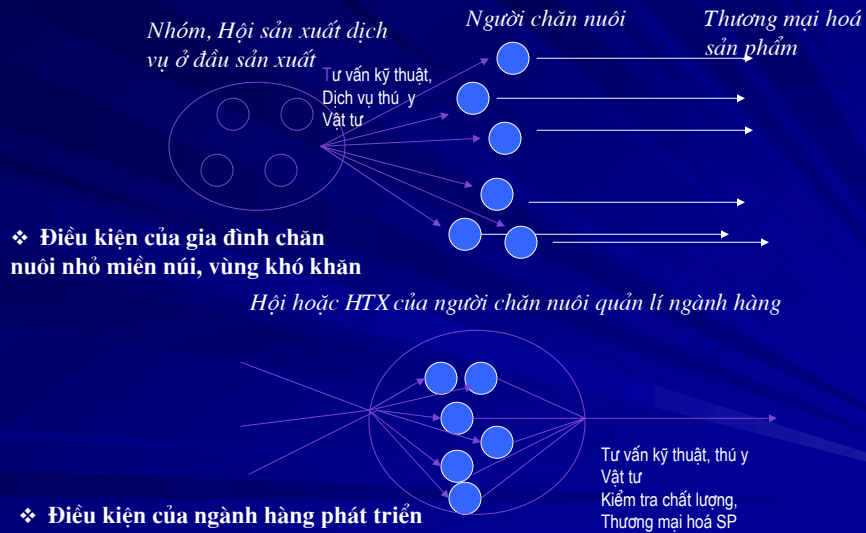 Nhóm, Hội sản xuất dịch
vụ ở đầu sản xuất
Người chăn nuôi
Thương mại hoá
sản phẩm
Tư vấn kỹ thuật,
Dịch vụ thú y
Vật tư
❖ Điều kiện của gia đình chăn
nuôi nhỏ miền núi, vùng khó khăn
Hội hoặc HTX của người chăn nuôi quản lí ngành hàng
Tư vấn kỹ thuật, thú y
Vật tư
Kiểm tra chất lượng,
Thương mại hoá SP
❖ Điều kiện của ngành hàng phát triển